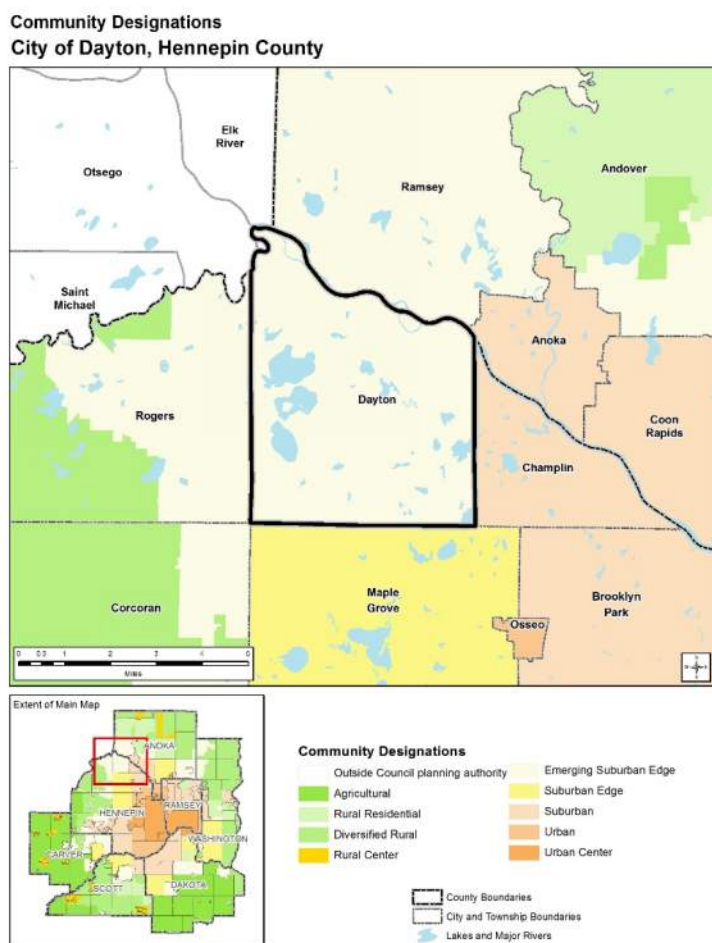 Community Designations
City of Dayton, Hennepin County
Elk
River
Otsego
Ramsey
Andover
Saint
Michael
Anoka
Rogers
Dayton
Coon
Rapids
Champlin
Corcoran
Maple
Grove
Osseo
Brooklyn
Park
Miles
Extent of Main Map
ANOKA
HENNEPIN
RAMSEY
WASHINGTON
CARVER
SCOTT
DAKOTA
Community Designations
Outside Council planning authority
Agricultural
Rural Residential
Diversified Rural
Rural Center
Emerging Suburban Edge
Suburban Edge
Suburban
Urban
Urban Center
County Boundaries
City and Township Boundaries
Lakes and Major Rivers